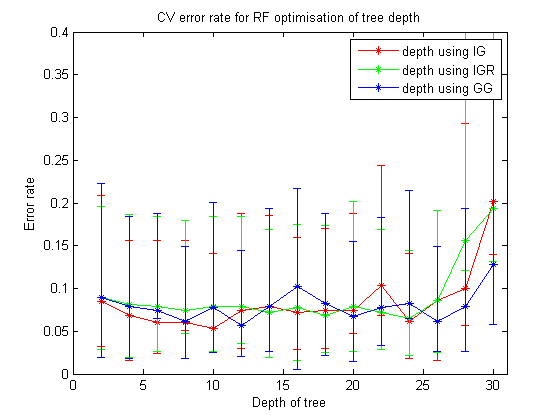 CV error rate for RF optimisation of tree depth
depth using IG
depth using IGR
depth using GG
0.4
0.35
0.3
0.25
0.2
0.15
0.1
0.05
0
Error rate
0 5 10 15 20 25 30
Depth of tree